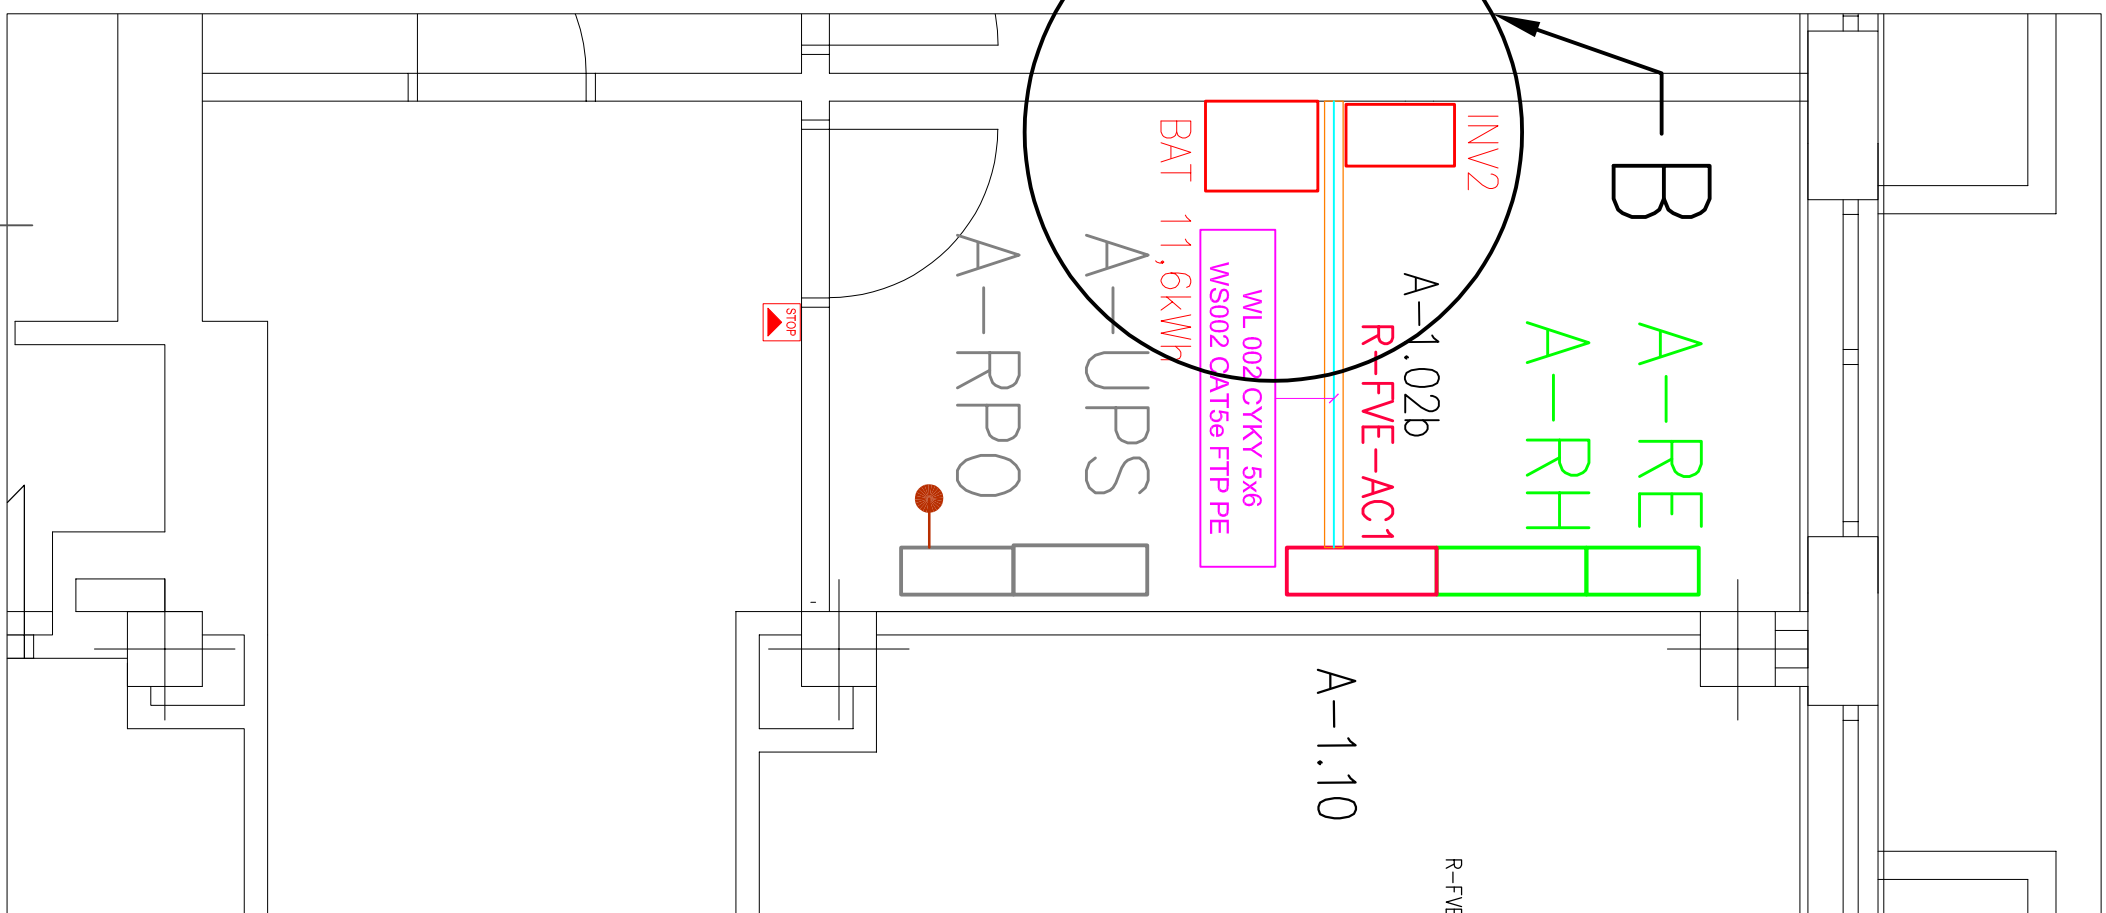 B
INV2
BAT 11,6kWh
A-1.02b
WL 002 CYKY 5x6
WS002 CAT5e FTP PE
R-FVE-AC1
A-RE
A-RH
A-UPS
A-RPO
STOP
A-1.10
R-FVE